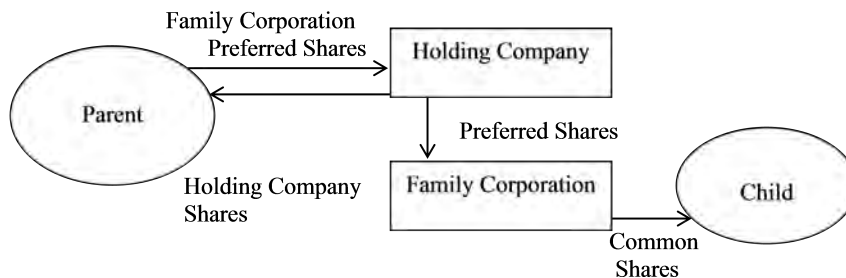 Family Corporation
Preferred Shares
Holding Company
Parent
Preferred Shares
Holding Company
Shares
Family Corporation
Child
Common
Shares